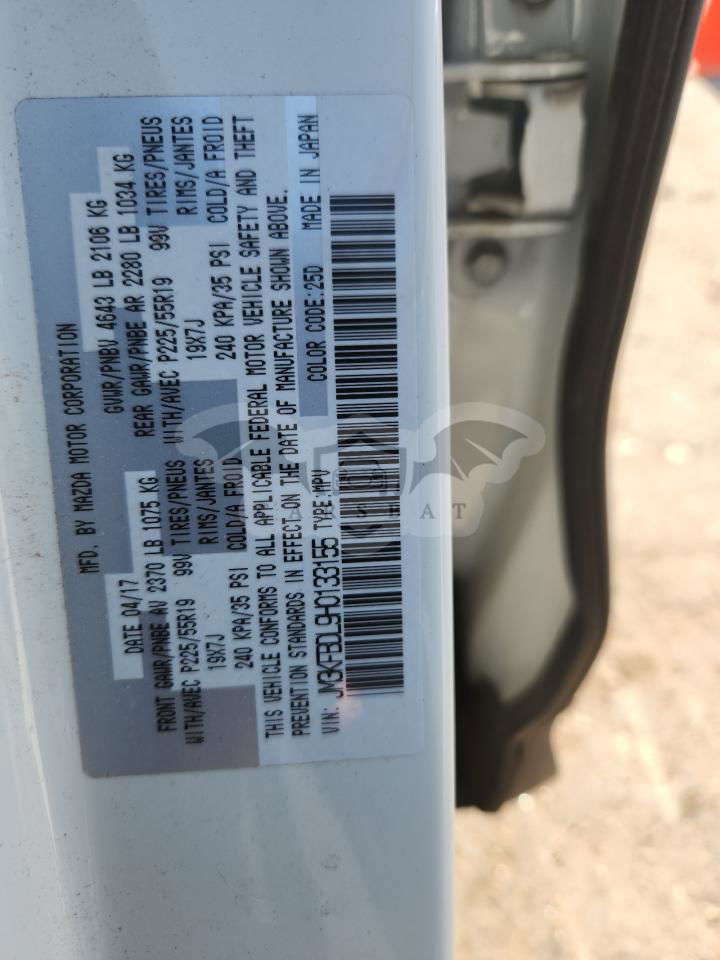 MFD. BY MAZDA MOTOR CORPORATION
DATE 04/17
GVWR/PNBV 4643 LB 2106 KG
FRONT GAWR/PNBE AV 2370 LB 1075 KG
REAR GAWR/PNBE AR 2280 LB 1034 KG
WITH/AVEC P225/55R19 99V TIRES/PNEUS
WITH/AVEC P225/55R19 99V TIRES/PNEUS
19X7J RIMS/JANTES
19X7J RIMS/JANTES
240 KPA/35 PSI COLD/A FROID
240 KPA/35 PSI COLD/A FROID
THIS VEHICLE CONFORMS TO ALL APPLICABLE FEDERAL MOTOR VEHICLE SAFETY AND THEFT
PREVENTION STANDARDS IN EFFECT ON THE DATE OF MANUFACTURE SHOWN ABOVE.
COLOR CODE:25D MADE IN JAPAN
VIN: JM3KFBDL9H0133155 TYPE:MPV